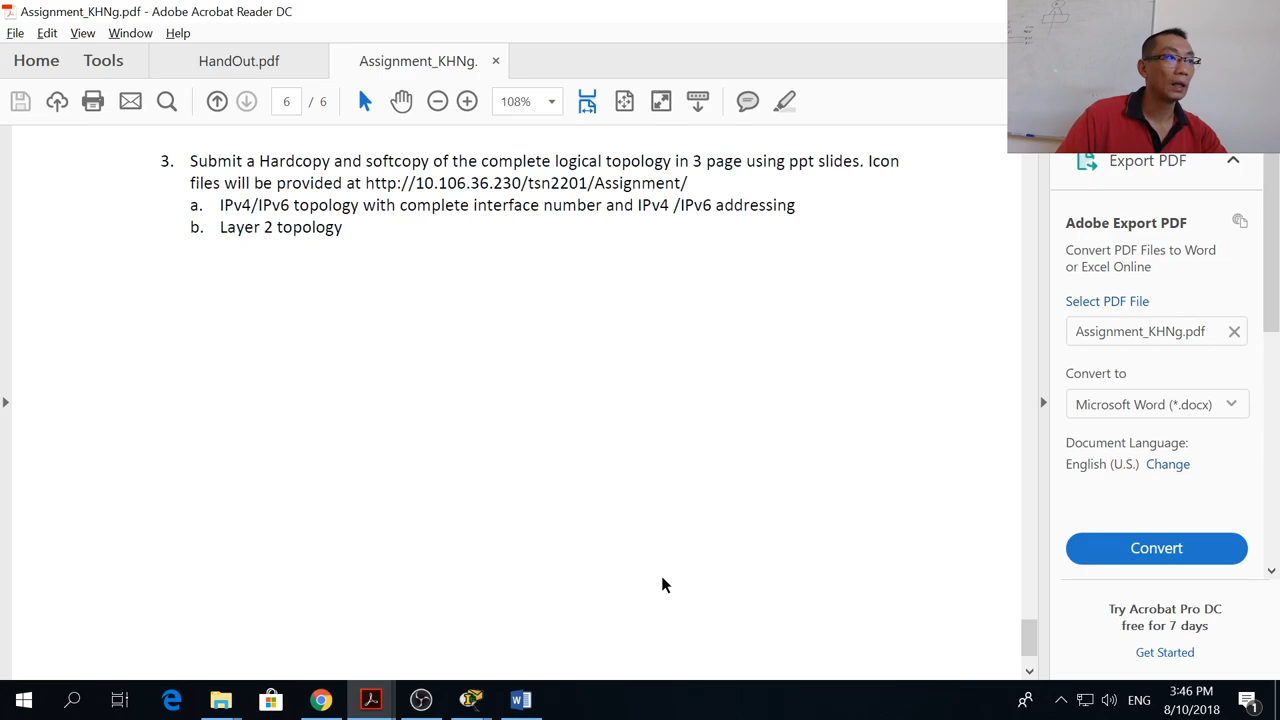 Assignment_KHNg.pdf - Adobe Acrobat Reader DC
File Edit View Window Help
Home Tools HandOut.pdf Assignment_KHNg. ×
6 / 6 108%
3. Submit a Hardcopy and softcopy of the complete logical topology in 3 page using ppt slides. Icon
files will be provided at http://10.106.36.230/tsn2201/Assignment/
a. IPv4/IPv6 topology with complete interface number and IPv4 /IPv6 addressing
b. Layer 2 topology
Export PDF
Adobe Export PDF
Convert PDF Files to Word
or Excel Online
Select PDF File
Assignment_KHNg.pdf
Convert to
Microsoft Word (*.docx)
Document Language:
English (U.S.) Change
Convert
Try Acrobat Pro DC
free for 7 days
Get Started
ENG
3:46 PM
8/10/2018
1